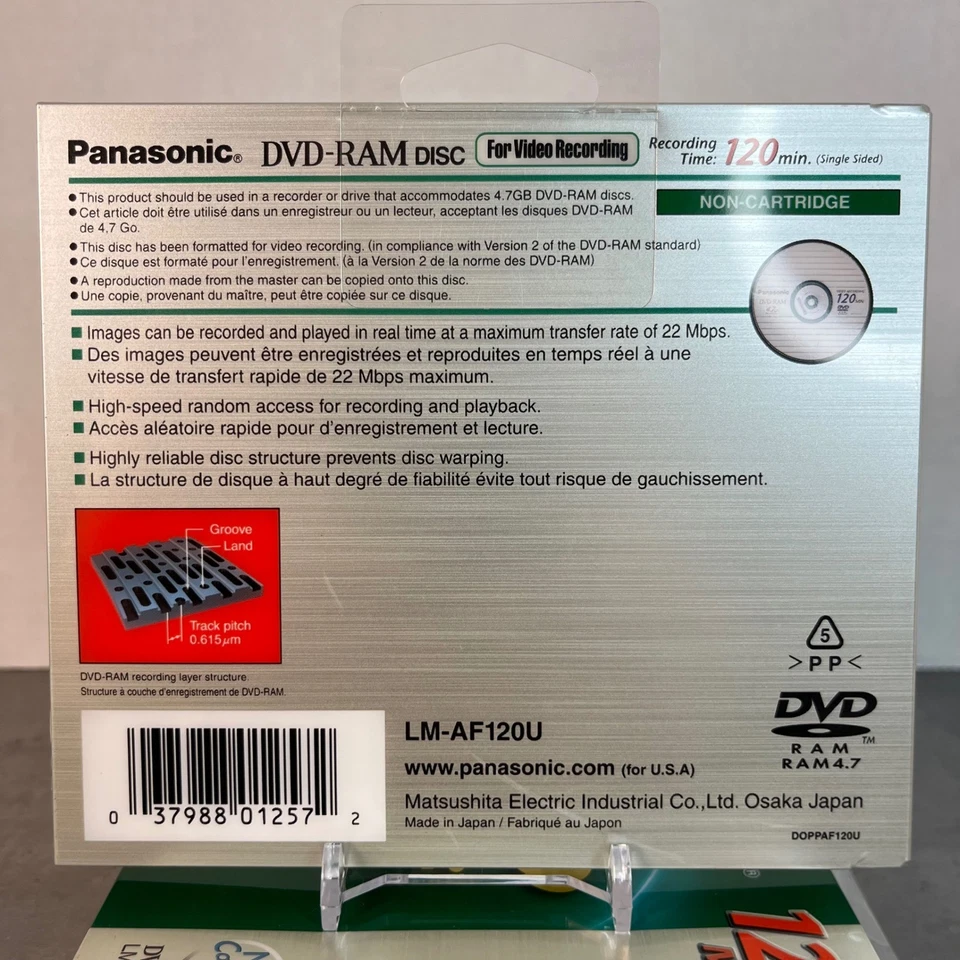 Panasonic® DVD-RAM DISC For Video Recording Recording Time: 120 min. (Single Sided)
NON-CARTRIDGE
● This product should be used in a recorder or drive that accommodates 4.7GB DVD-RAM discs.
● Cet article doit être utilisé dans un enregistreur ou un lecteur, acceptant les disques DVD-RAM
de 4,7 Go.
● This disc has been formatted for video recording. (in compliance with Version 2 of the DVD-RAM standard)
● Ce disque est formaté pour l'enregistrement. (à la Version 2 de la norme des DVD-RAM)
● A reproduction made from the master can be copied onto this disc.
● Une copie, provenant du maître, peut être copiée sur ce disque.
Panasonic
DVD-RAM
120
■ Images can be recorded and played in real time at a maximum transfer rate of 22 Mbps.
■ Des images peuvent être enregistrées et reproduites en temps réel à une
vitesse de transfert rapide de 22 Mbps maximum.
■ High-speed random access for recording and playback.
■ Accès aléatoire rapide pour d'enregistrement et lecture.
■ Highly reliable disc structure prevents disc warping.
■ La structure de disque à haut degré de fiabilité évite tout risque de gauchissement.
Groove
Land
Track pitch
0.615µm
DVD-RAM recording layer structure.
Structure à couche d'enregistrement de DVD-RAM.
5
>PP<
DVD™
RAM
RAM4.7
LM-AF120U
www.panasonic.com (for U.S.A)
Matsushita Electric Industrial Co.,Ltd. Osaka Japan
Made in Japan / Fabriqué au Japon
DOPPAF120U
0 37988 01257 2
®